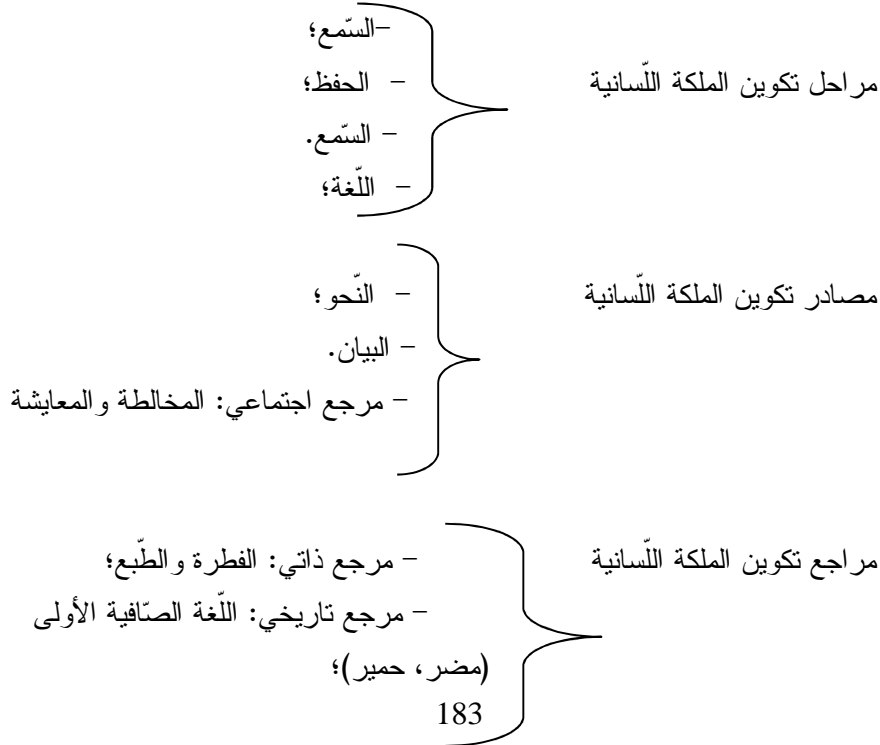 –السّمع؛
مراحل تكوين الملكة اللّسانية – الحفظ؛
– السّمع.
– اللّغة؛
مصادر تكوين الملكة اللّسانية – النّحو؛
– البيان.
– مرجع اجتماعي: المخالطة والمعايشة
مراجع تكوين الملكة اللّسانية – مرجع ذاتي: الفطرة والطّبع؛
– مرجع تاريخي: اللّغة الصّافية الأولى
(مضر، حمير)؛
183